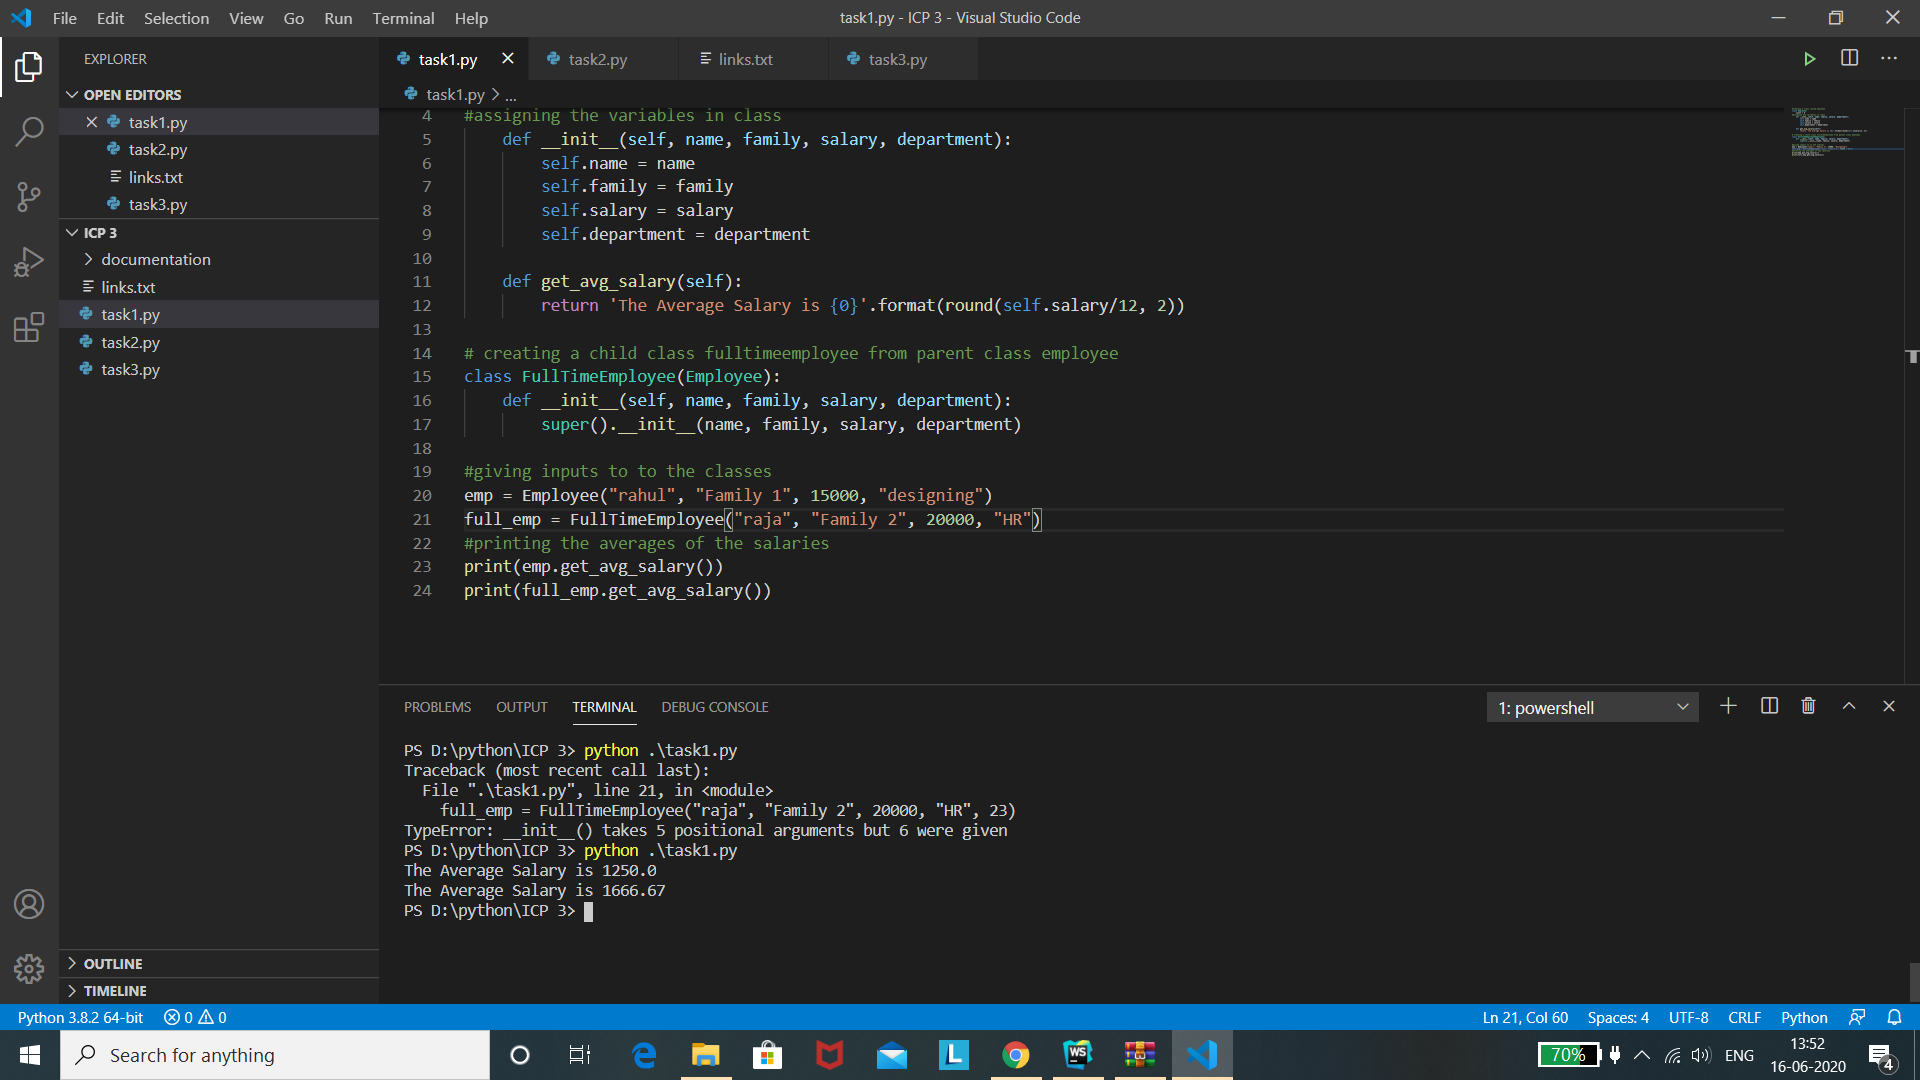 File Edit Selection View Go Run Terminal Help
task1.py - ICP 3 - Visual Studio Code
EXPLORER
OPEN EDITORS
task1.py
task2.py
links.txt
task3.py
ICP 3
documentation
links.txt
task1.py
task2.py
task3.py
OUTLINE
TIMELINE
task1.py task2.py links.txt task3.py
task1.py > ...
4 #assigning the variables in class
5 def __init__(self, name, family, salary, department):
6 self.name = name
7 self.family = family
8 self.salary = salary
9 self.department = department
10
11 def get_avg_salary(self):
12 return 'The Average Salary is {0}'.format(round(self.salary/12, 2))
13
14 # creating a child class fulltimeemployee from parent class employee
15 class FullTimeEmployee(Employee):
16 def __init__(self, name, family, salary, department):
17 super().__init__(name, family, salary, department)
18
19 #giving inputs to to the classes
20 emp = Employee("rahul", "Family 1", 15000, "designing")
21 full_emp = FullTimeEmployee("raja", "Family 2", 20000, "HR")
22 #printing the averages of the salaries
23 print(emp.get_avg_salary())
24 print(full_emp.get_avg_salary())
PROBLEMS OUTPUT TERMINAL DEBUG CONSOLE
1: powershell
PS D:\python\ICP 3> python .\task1.py
Traceback (most recent call last):
File ".\task1.py", line 21, in <module>
full_emp = FullTimeEmployee("raja", "Family 2", 20000, "HR", 23)
TypeError: __init__() takes 5 positional arguments but 6 were given
PS D:\python\ICP 3> python .\task1.py
The Average Salary is 1250.0
The Average Salary is 1666.67
PS D:\python\ICP 3>
Python 3.8.2 64-bit 0 0
Ln 21, Col 60 Spaces: 4 UTF-8 CRLF Python
Search for anything
L
WS
70%
ENG
13:52
16-06-2020
4